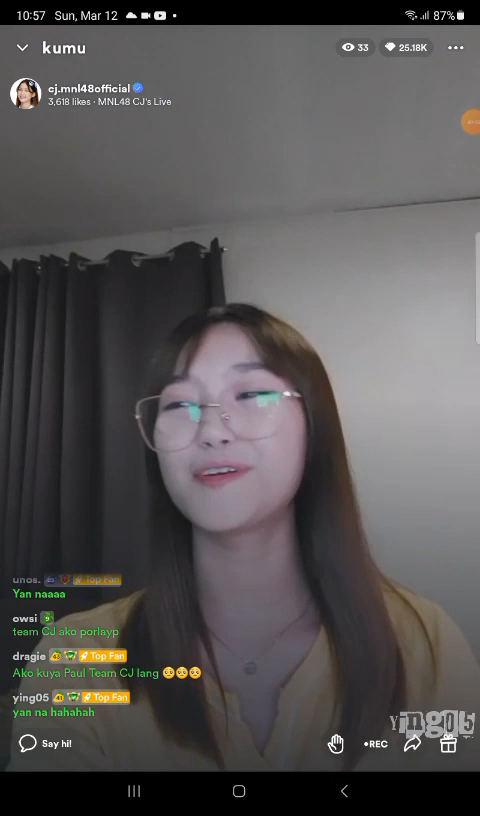 10:57 Sun, Mar 12 87%
kumu 33 25.18K
cj.mnl48official
3,618 likes · MNL48 CJ's Live
unos. Top Fan
Yan naaaa
owsi
team CJ ako porlayp
dragie Top Fan
Ako kuya Paul Team CJ lang 🥺🥺🥺
ying05 Top Fan
yan na hahahah
Ying05
Say hi! •REC